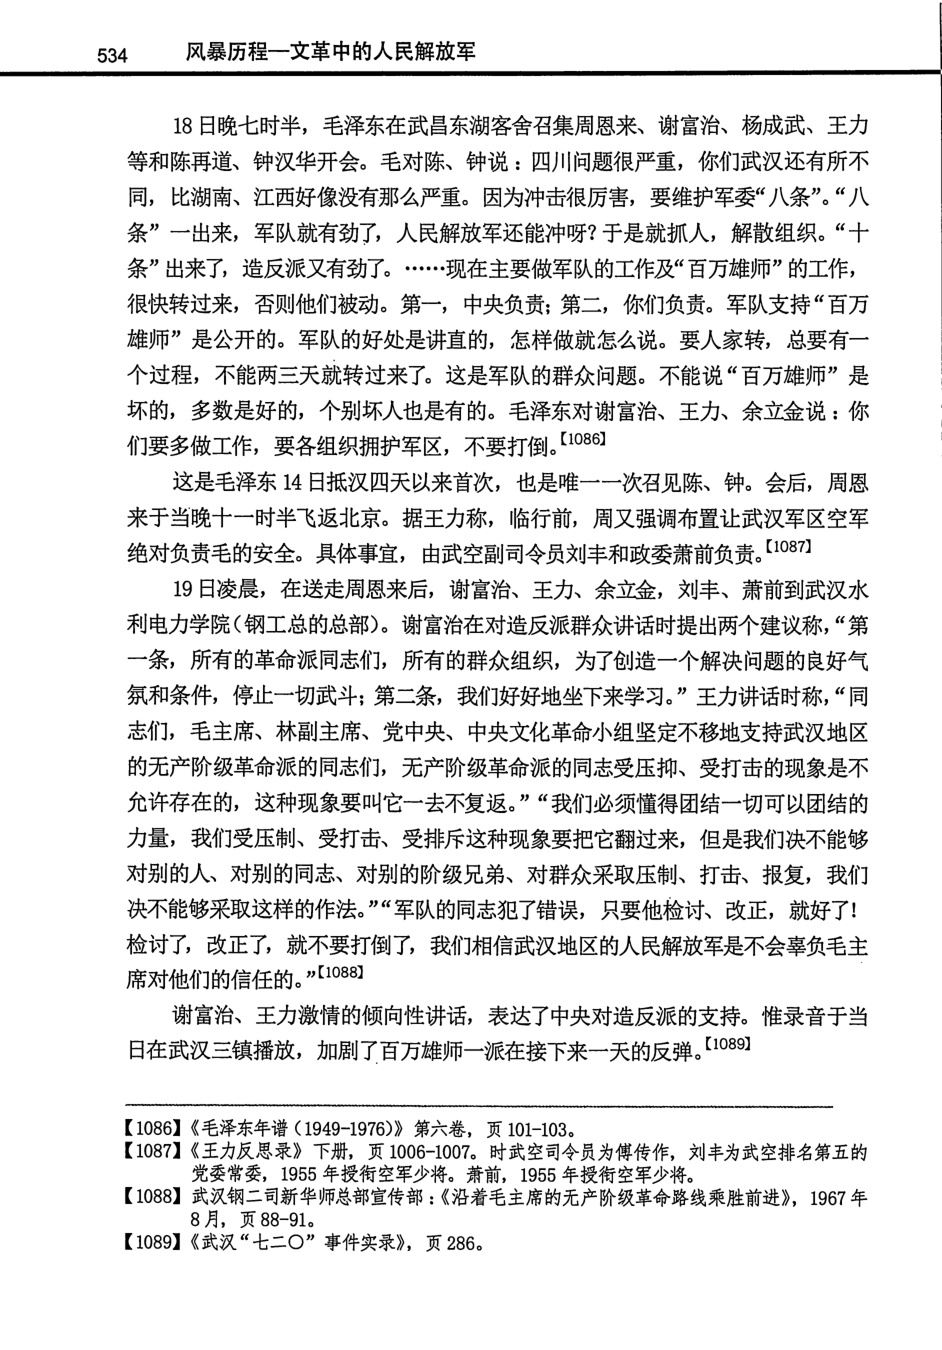 534 风暴历程—文革中的人民解放军
18日晚七时半，毛泽东在武昌东湖客舍召集周恩来、谢富治、杨成武、王力
等和陈再道、钟汉华开会。毛对陈、钟说：四川问题很严重，你们武汉还有所不
同，比湖南、江西好像没有那么严重。因为冲击很厉害，要维护军委“八条”。“八
条”一出来，军队就有劲了，人民解放军还能冲呀？于是就抓人，解散组织。“十
条”出来了，造反派又有劲了。……现在主要做军队的工作及“百万雄师”的工作，
很快转过来，否则他们被动。第一，中央负责；第二，你们负责。军队支持“百万
雄师”是公开的。军队的好处是讲直的，怎样做就怎么说。要人家转，总要有一
个过程，不能两三天就转过来了。这是军队的群众问题。不能说“百万雄师”是
坏的，多数是好的，个别坏人也是有的。毛泽东对谢富治、王力、余立金说：你
们要多做工作，要各组织拥护军区，不要打倒。【1086】
这是毛泽东14日抵汉四天以来首次，也是唯一一次召见陈、钟。会后，周恩
来于当晚十一时半飞返北京。据王力称，临行前，周又强调布置让武汉军区空军
绝对负责毛的安全。具体事宜，由武空副司令员刘丰和政委萧前负责。【1087】
19日凌晨，在送走周恩来后，谢富治、王力、余立金，刘丰、萧前到武汉水
利电力学院（钢工总的总部）。谢富治在对造反派群众讲话时提出两个建议称，“第
一条，所有的革命派同志们，所有的群众组织，为了创造一个解决问题的良好气
氛和条件，停止一切武斗；第二条，我们好好地坐下来学习。”王力讲话时称，“同
志们，毛主席、林副主席、党中央、中央文化革命小组坚定不移地支持武汉地区
的无产阶级革命派的同志们，无产阶级革命派的同志受压抑、受打击的现象是不
允许存在的，这种现象要叫它一去不复返。”“我们必须懂得团结一切可以团结的
力量，我们受压制、受打击、受排斥这种现象要把它翻过来，但是我们决不能够
对别的人、对别的同志、对别的阶级兄弟、对群众采取压制、打击、报复，我们
决不能够采取这样的作法。”“军队的同志犯了错误，只要他检讨、改正，就好了！
检讨了，改正了，就不要打倒了，我们相信武汉地区的人民解放军是不会辜负毛主
席对他们的信任的。”【1088】
谢富治、王力激情的倾向性讲话，表达了中央对造反派的支持。惟录音于当
日在武汉三镇播放，加剧了百万雄师一派在接下来一天的反弹。【1089】
【1086】《毛泽东年谱（1949-1976）》第六卷，页101-103。
【1087】《王力反思录》下册，页1006-1007。时武空司令员为傅传作，刘丰为武空排名第五的
党委常委，1955年授衔空军少将。萧前，1955年授衔空军少将。
【1088】武汉钢二司新华师总部宣传部：《沿着毛主席的无产阶级革命路线乘胜前进》，1967年
8月，页88-91。
【1089】《武汉“七二〇”事件实录》，页286。